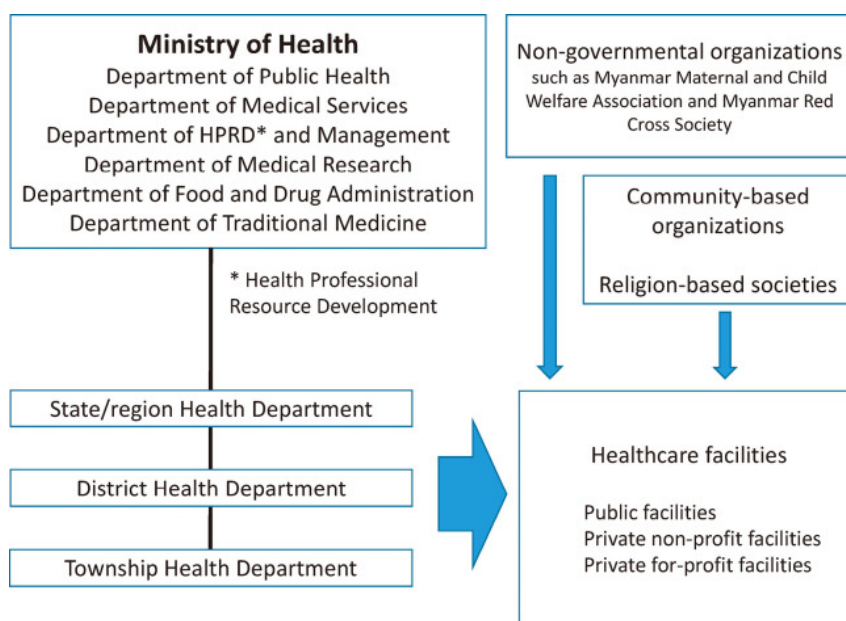 Ministry of Health
Department of Public Health
Department of Medical Services
Department of HPRD* and Management
Department of Medical Research
Department of Food and Drug Administration
Department of Traditional Medicine
* Health Professional
Resource Development
State/region Health Department
District Health Department
Township Health Department
Non-governmental organizations
such as Myanmar Maternal and Child
Welfare Association and Myanmar Red
Cross Society
Community-based
organizations
Religion-based societies
Healthcare facilities
Public facilities
Private non-profit facilities
Private for-profit facilities